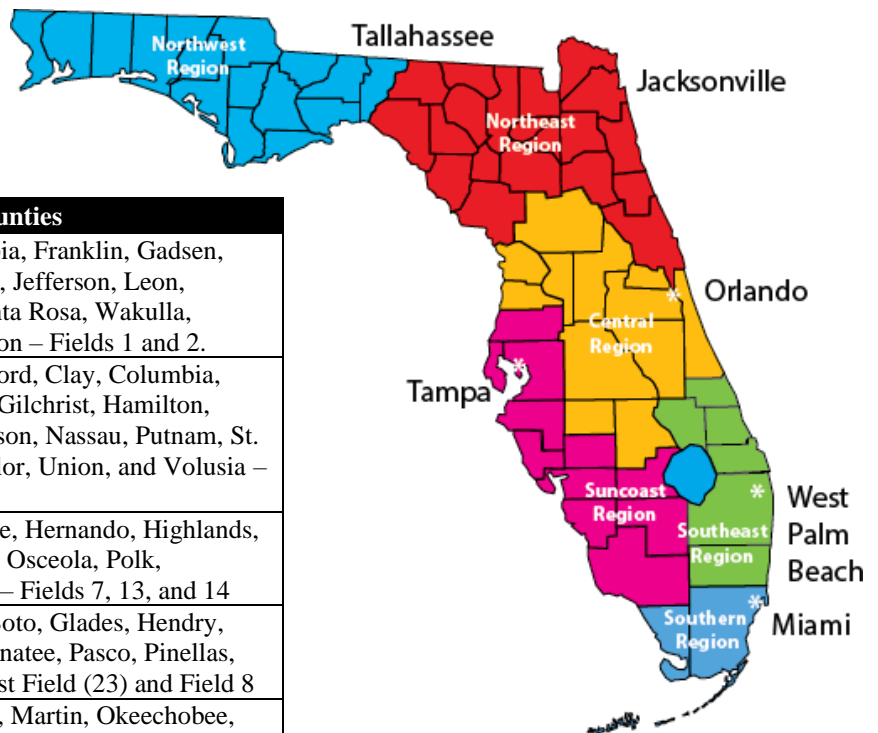 Northwest
Region
Tallahassee
Jacksonville
Northeast
Region
Orlando
Central
Region
Tampa
Suncoast
Region
West
Palm
Beach
Southeast
Region
Southern
Region
Miami
unties
bia, Franklin, Gadsen,
, Jefferson, Leon,
nta Rosa, Wakulla,
on – Fields 1 and 2.
ord, Clay, Columbia,
Gilchrist, Hamilton,
son, Nassau, Putnam, St.
lor, Union, and Volusia –
e, Hernando, Highlands,
Osceola, Polk,
– Fields 7, 13, and 14
oto, Glades, Hendry,
natee, Pasco, Pinellas,
st Field (23) and Field 8
, Martin, Okeechobee,